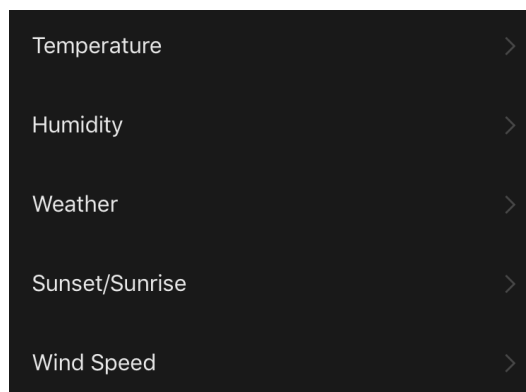 Temperature
Humidity
Weather
Sunset/Sunrise
Wind Speed